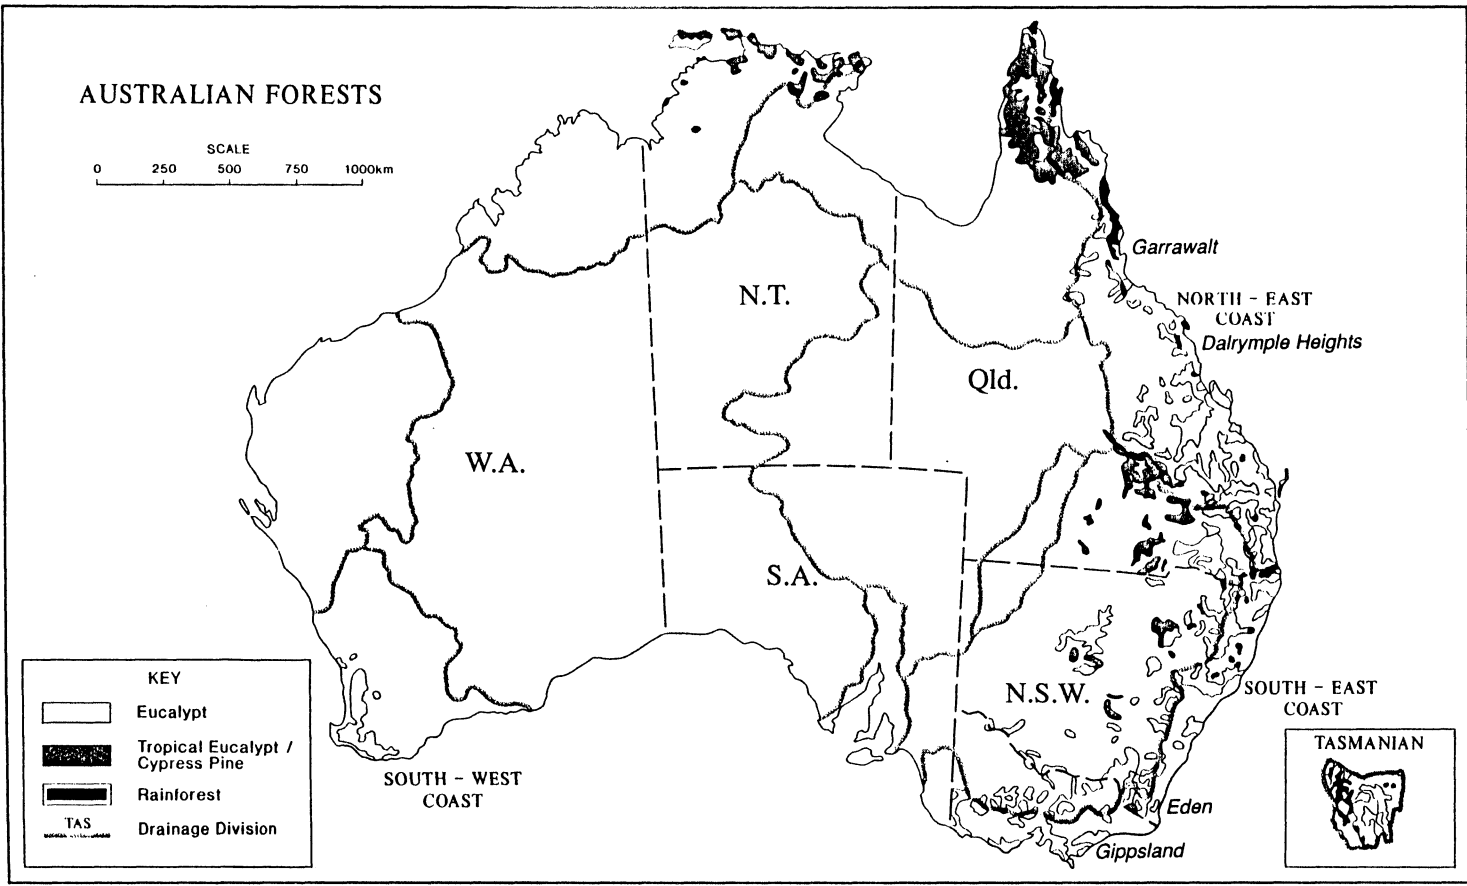 AUSTRALIAN FORESTS
SCALE
0 250 500 750 1000km
Garrawalt
N.T.
NORTH - EAST
COAST
Dalrymple Heights
Qld.
W.A.
S.A.
KEY
Eucalypt
Tropical Eucalypt /
Cypress Pine
Rainforest
TAS
Drainage Division
SOUTH - WEST
COAST
N.S.W.
SOUTH - EAST
COAST
TASMANIAN
Eden
Gippsland